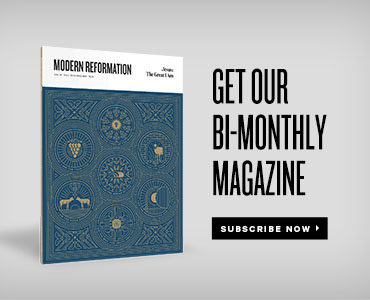 MODERN REFORMATION
Jesus:
The Great I Am
GET OUR
BI-MONTHLY
MAGAZINE
SUBSCRIBE NOW